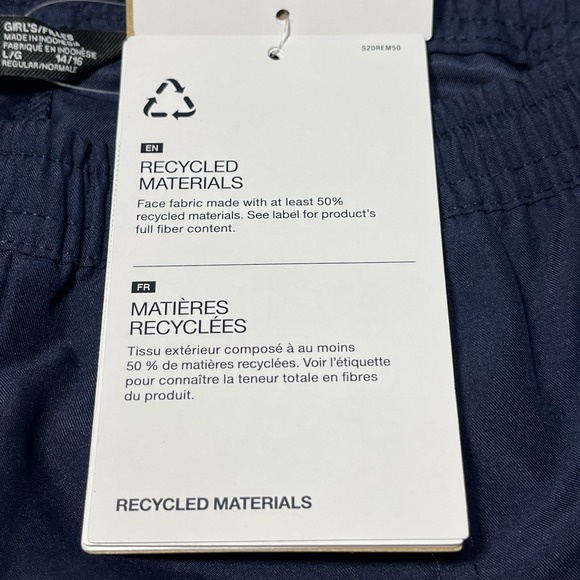 GIRL'S/FILLES
MADE IN INDONESIA
FABRIQUÉ EN INDONÉSIE
L/G 14/16
REGULAR/NORMALE
S20REM50
EN
RECYCLED
MATERIALS
Face fabric made with at least 50%
recycled materials. See label for product's
full fiber content.
FR
MATIÈRES
RECYCLÉES
Tissu extérieur composé à au moins
50 % de matières recyclées. Voir l'étiquette
pour connaître la teneur totale en fibres
du produit.
RECYCLED MATERIALS